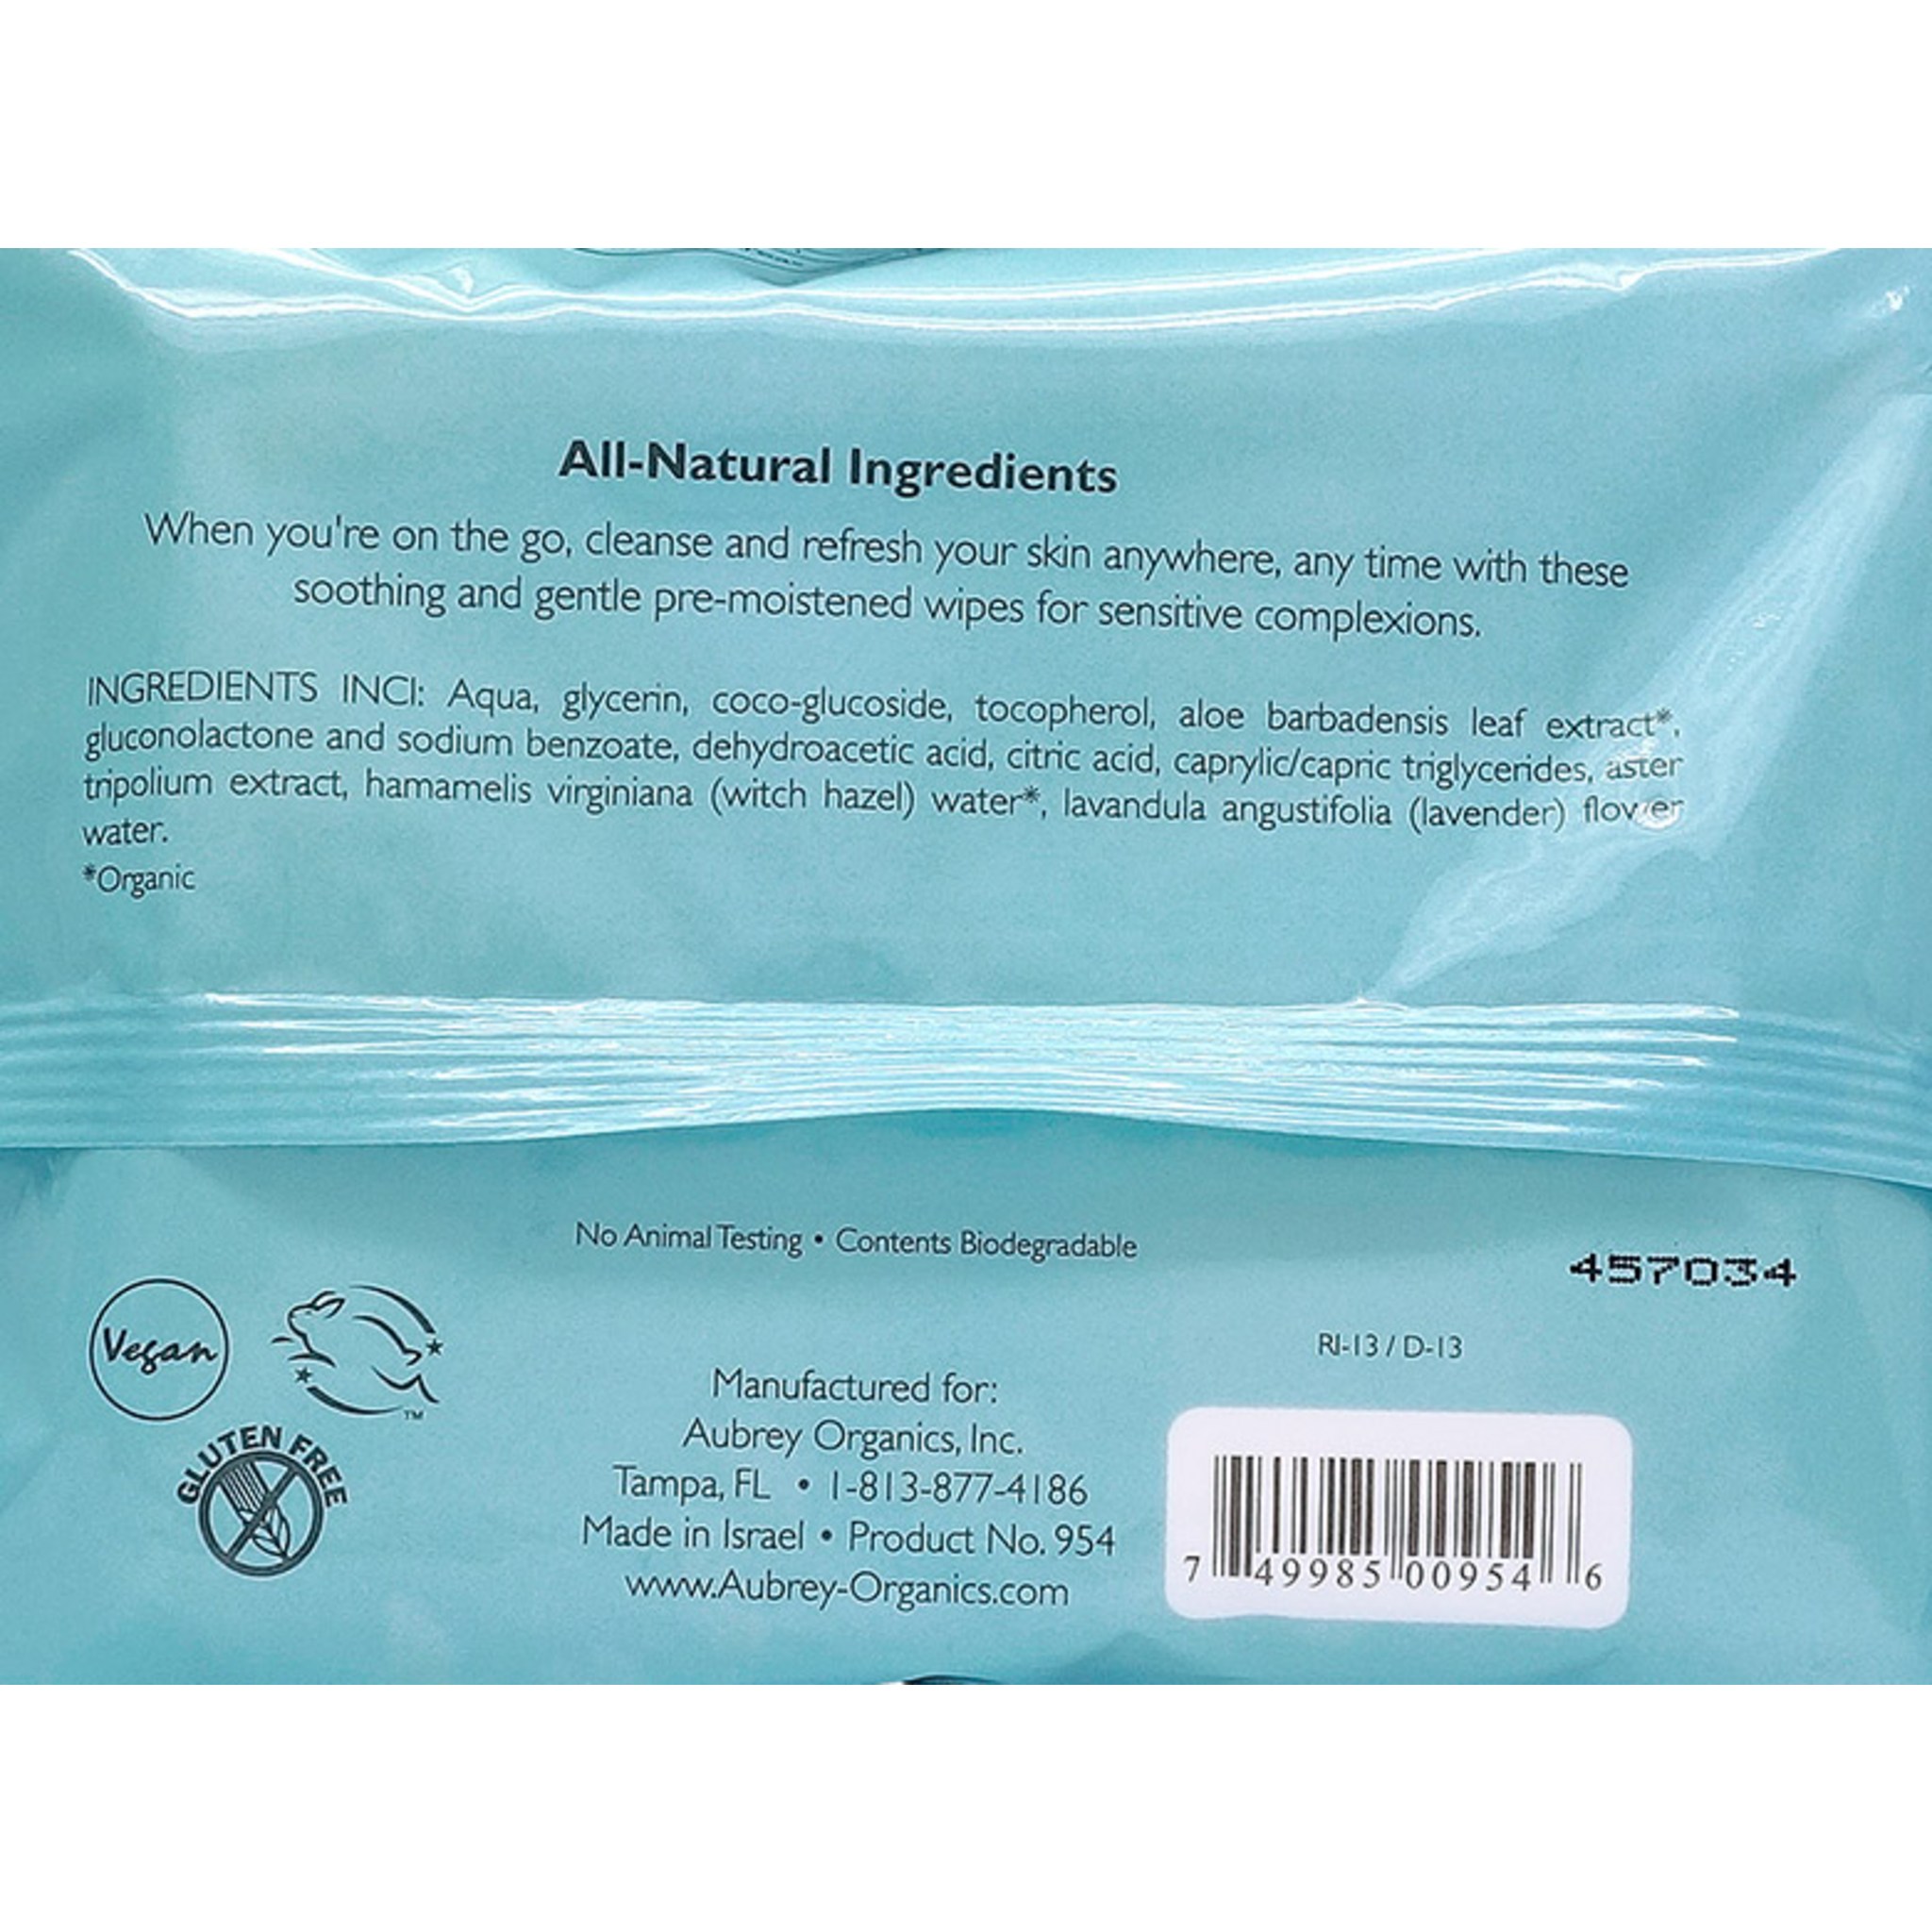 All-Natural Ingredients
When you're on the go, cleanse and refresh your skin anywhere, any time with these
soothing and gentle pre-moistened wipes for sensitive complexions.
INGREDIENTS INCI: Aqua, glycerin, coco-glucoside, tocopherol, aloe barbadensis leaf extract*,
gluconolactone and sodium benzoate, dehydroacetic acid, citric acid, caprylic/capric triglycerides, aster
tripolium extract, hamamelis virginiana (witch hazel) water*, lavandula angustifolia (lavender) flower
water.
*Organic
No Animal Testing • Contents Biodegradable
457034
Vegan
TM
GLUTEN FREE
RI-13 / D-13
Manufactured for:
Aubrey Organics, Inc.
Tampa, FL • 1-813-877-4186
Made in Israel • Product No. 954
www.Aubrey-Organics.com
7 49985 00954 6